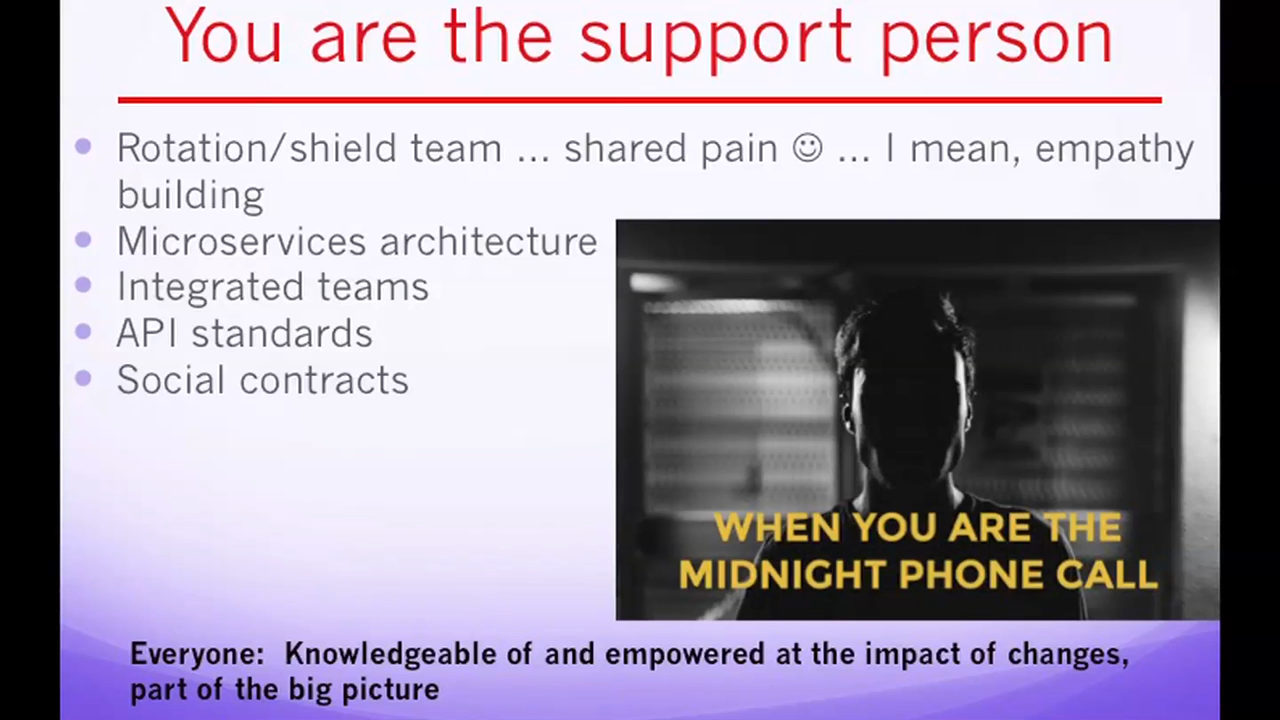 You are the support person
Rotation/shield team ... shared pain ☺ ... I mean, empathy
building
Microservices architecture
Integrated teams
API standards
Social contracts
WHEN YOU ARE THE
MIDNIGHT PHONE CALL
Everyone:  Knowledgeable of and empowered at the impact of changes,
part of the big picture